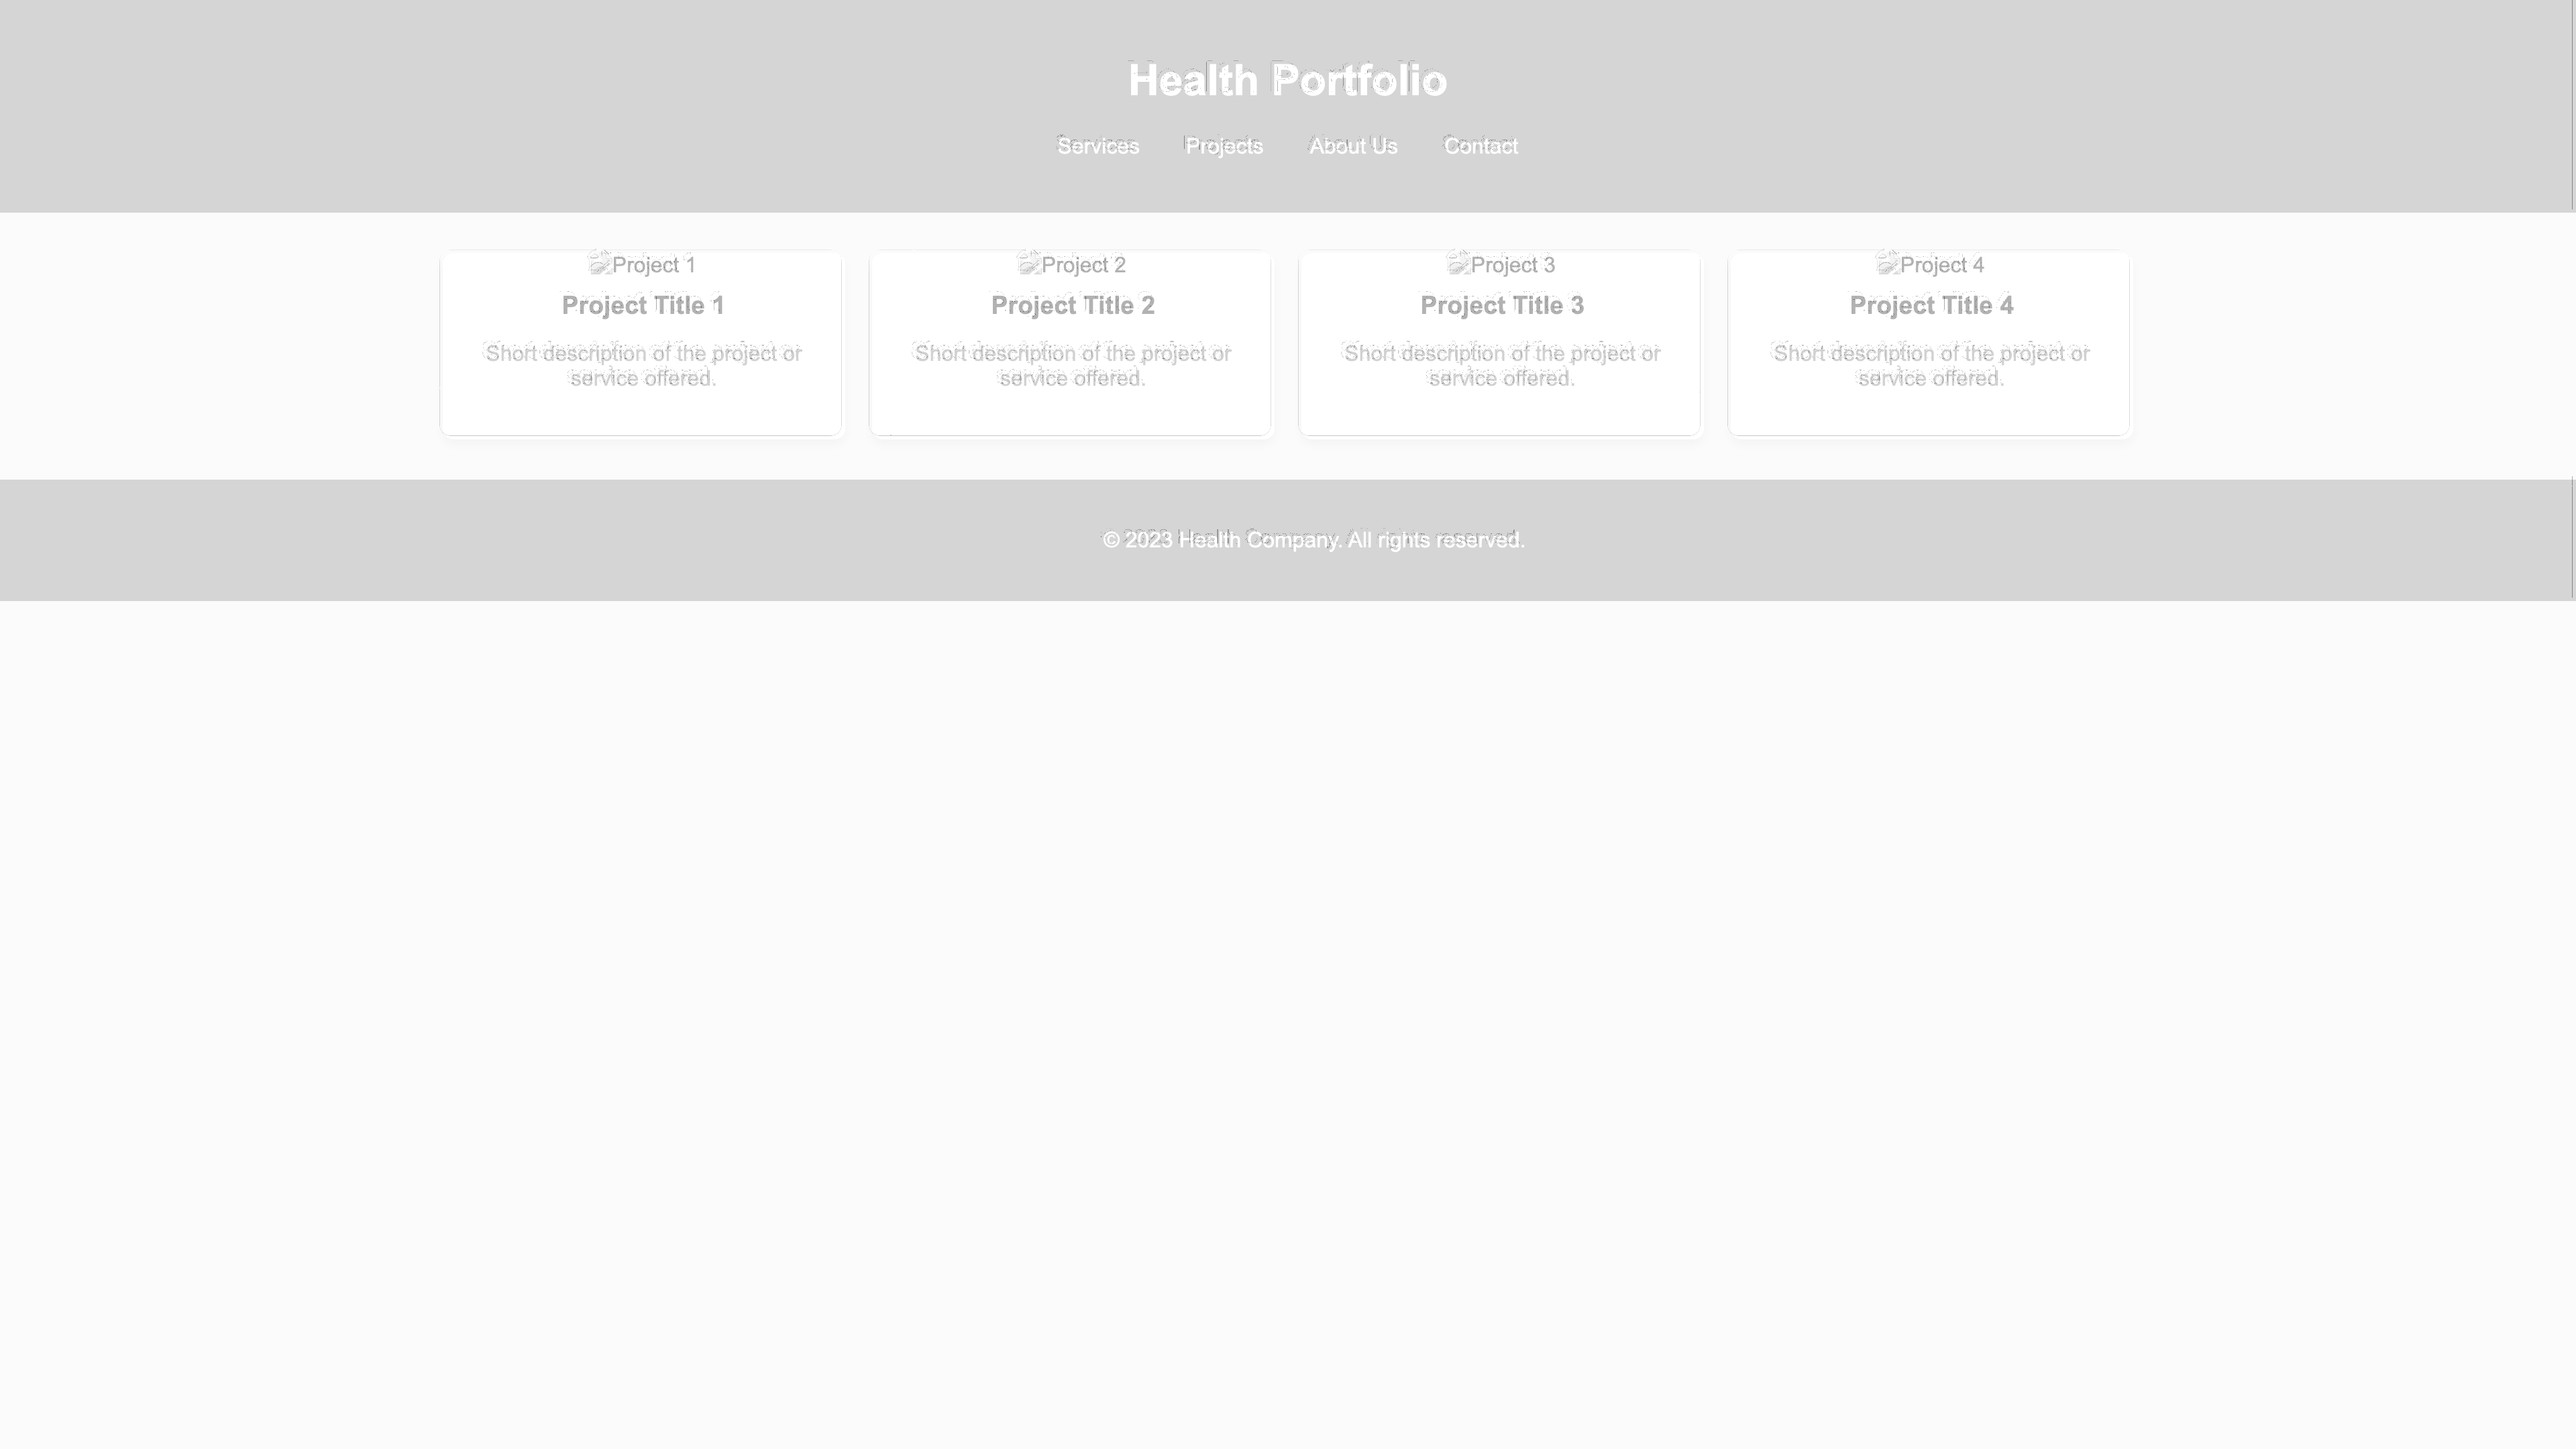 Health Portfolio
Services Projects About Us Contact
Project 1
Project Title 1
Short description of the project or
service offered.
Project 2
Project Title 2
Short description of the project or
service offered.
Project 3
Project Title 3
Short description of the project or
service offered.
Project 4
Project Title 4
Short description of the project or
service offered.
© 2023 Health Company. All rights reserved.